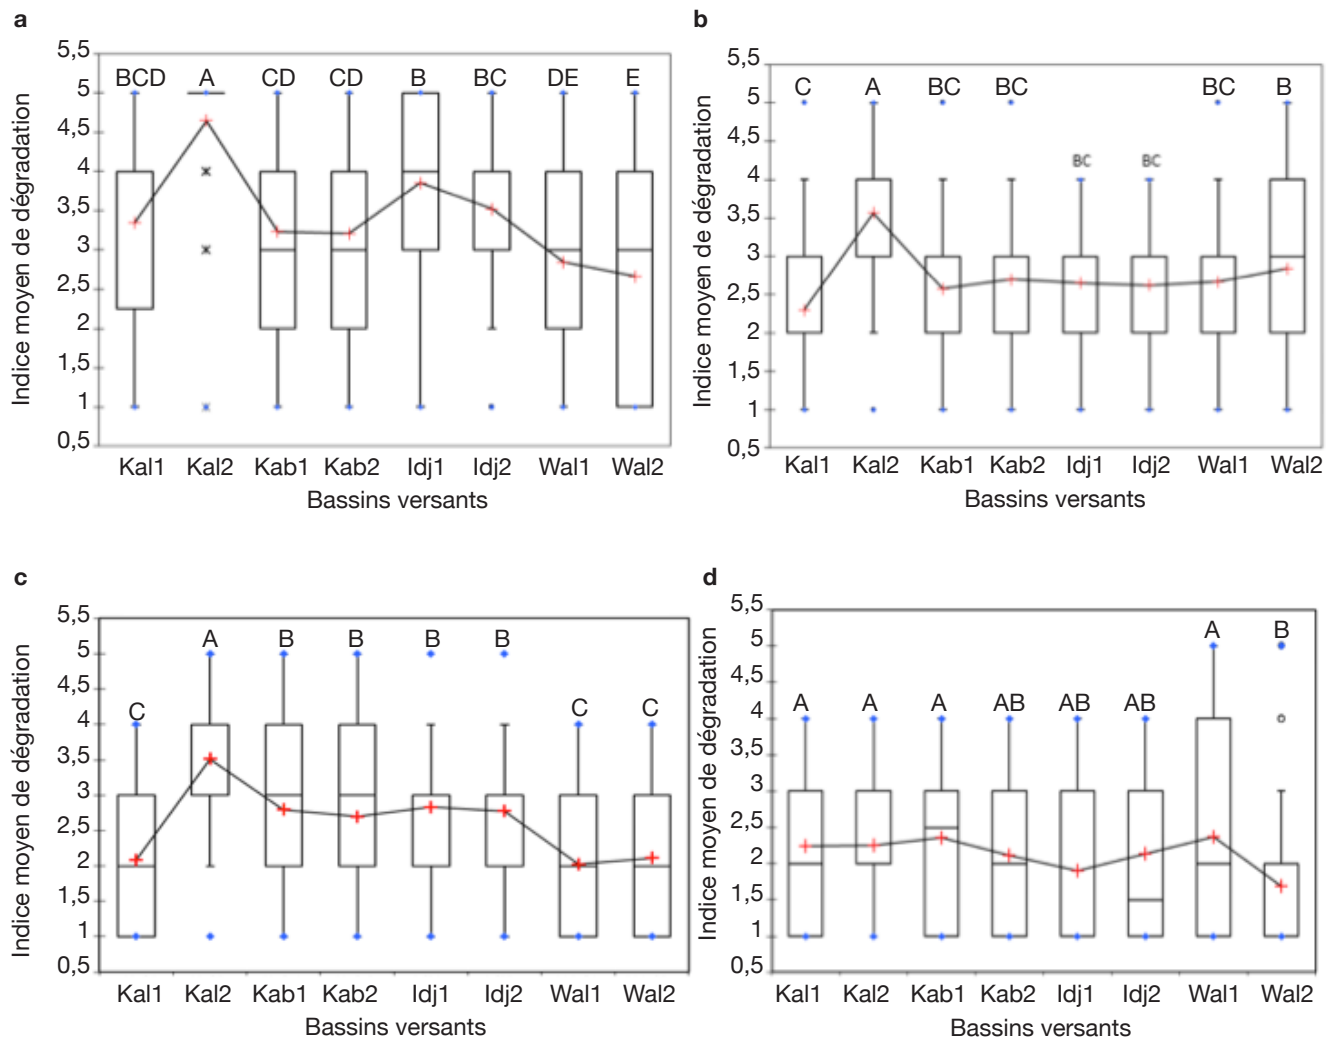 a
5,5
5
4,5
4
3,5
3
2,5
2
1,5
1
0,5
Indice moyen de dégradation
BCD A CD CD B BC DE E
Kal1 Kal2 Kab1 Kab2 Idj1 Idj2 Wal1 Wal2
Bassins versants
b
5,5
5
4,5
4
3,5
3
2,5
2
1,5
1
0,5
Indice moyen de dégradation
C A BC BC BC B
BC BC
Kal1 Kal2 Kab1 Kab2 Idj1 Idj2 Wal1 Wal2
Bassins versants
c
5,5
5
4,5
4
3,5
3
2,5
2
1,5
1
0,5
Indice moyen de dégradation
A B B B B
C C C
Kal1 Kal2 Kab1 Kab2 Idj1 Idj2 Wal1 Wal2
Bassins versants
d
5,5
5
4,5
4
3,5
3
2,5
2
1,5
1
0,5
Indice moyen de dégradation
A B
A A A AB AB AB
Kal1 Kal2 Kab1 Kab2 Idj1 Idj2 Wal1 Wal2
Bassins versants